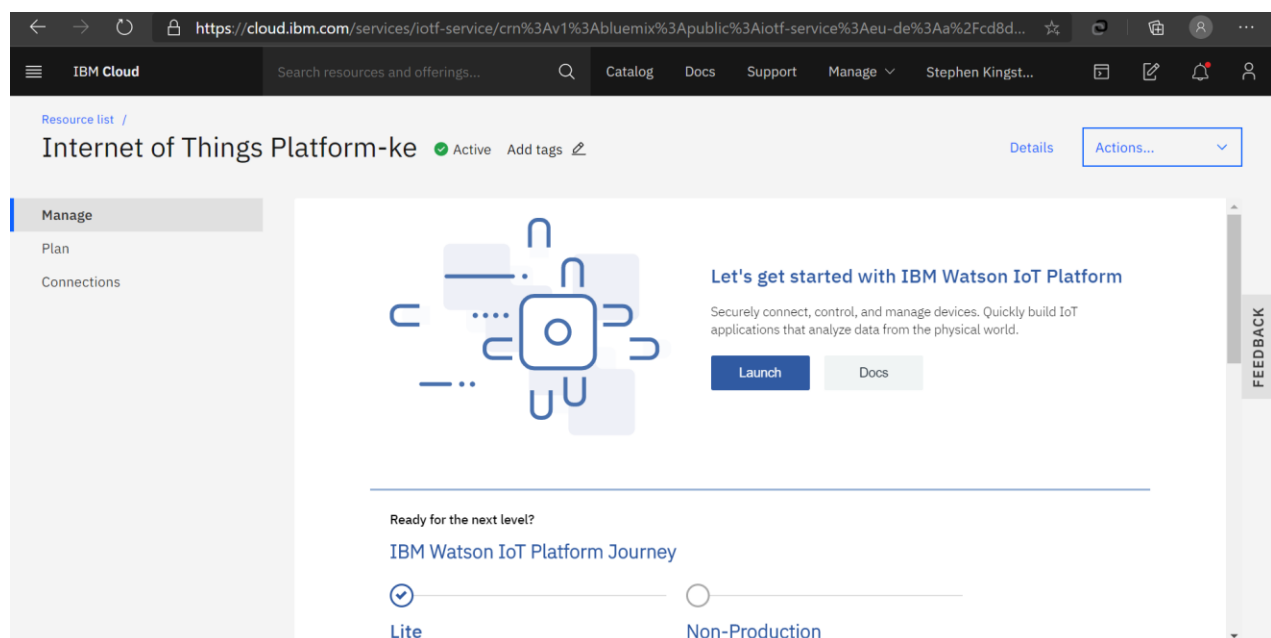 https://cloud.ibm.com/services/iotf-service/crn%3Av1%3Abluemix%3Apublic%3Aiotf-service%3Aeu-de%3Aa%2Fcd8d...
IBM Cloud
Search resources and offerings...
Catalog
Docs
Support
Manage
Stephen Kingst...
Resource list /
Internet of Things Platform-ke
Active
Add tags
Details
Actions...
Manage
Plan
Connections
Let's get started with IBM Watson IoT Platform
Securely connect, control, and manage devices. Quickly build IoT
applications that analyze data from the physical world.
Launch
Docs
FEEDBACK
Ready for the next level?
IBM Watson IoT Platform Journey
Lite
Non-Production